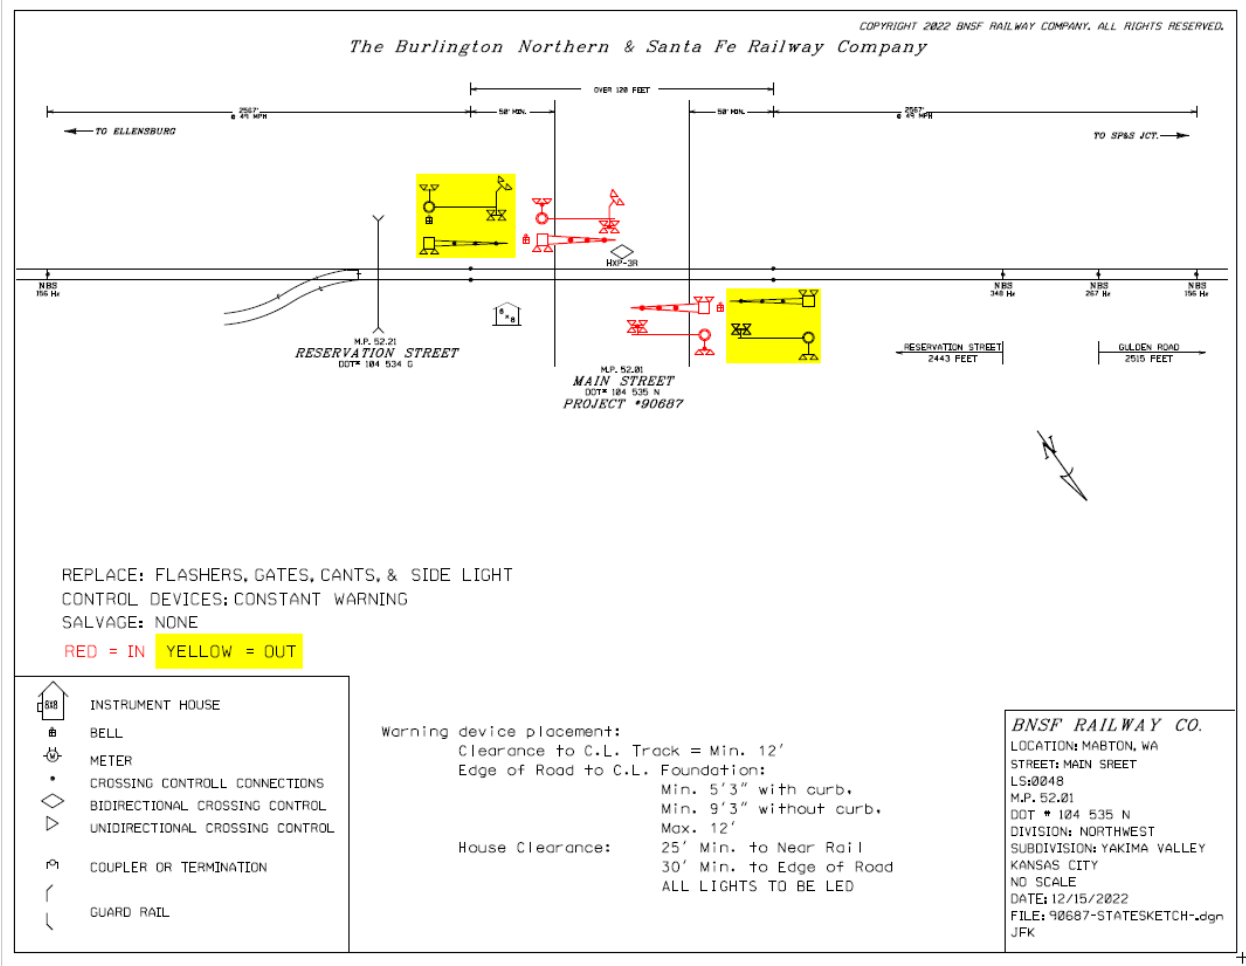 COPYRIGHT 2022 BNSF RAILWAY COMPANY. ALL RIGHTS RESERVED.
The Burlington Northern & Santa Fe Railway Company
OVER 120 FEET
2567'
@ 49 MPH
50' MIN.
50' MIN.
2567'
@ 49 MPH
TO ELLENSBURG
TO SP&S JCT.
HXP-3R
NBS
156 Hz
NBS
348 Hz
NBS
267 Hz
NBS
156 Hz
6 x 8
M.P. 52.21
RESERVATION STREET
DOT# 104 534 G
M.P. 52.01
MAIN STREET
DOT# 104 535 N
PROJECT #90687
RESERVATION STREET
2443 FEET
GULDEN ROAD
2515 FEET
N
REPLACE: FLASHERS, GATES, CANTS, & SIDE LIGHT
CONTROL DEVICES: CONSTANT WARNING
SALVAGE: NONE
RED = IN YELLOW = OUT
8X8 INSTRUMENT HOUSE
BELL
M METER
CROSSING CONTROLL CONNECTIONS
BIDIRECTIONAL CROSSING CONTROL
UNIDIRECTIONAL CROSSING CONTROL
COUPLER OR TERMINATION
GUARD RAIL
Warning device placement:
Clearance to C.L. Track = Min. 12'
Edge of Road to C.L. Foundation:
Min. 5'3" with curb,
Min. 9'3" without curb,
Max. 12'
House Clearance: 25' Min. to Near Rail
30' Min. to Edge of Road
ALL LIGHTS TO BE LED
BNSF RAILWAY CO.
LOCATION: MABTON, WA
STREET: MAIN SREET
LS:0048
M.P. 52.01
DOT # 104 535 N
DIVISION: NORTHWEST
SUBDIVISION: YAKIMA VALLEY
KANSAS CITY
NO SCALE
DATE: 12/15/2022
FILE: 90687-STATESKETCH-.dgn
JFK